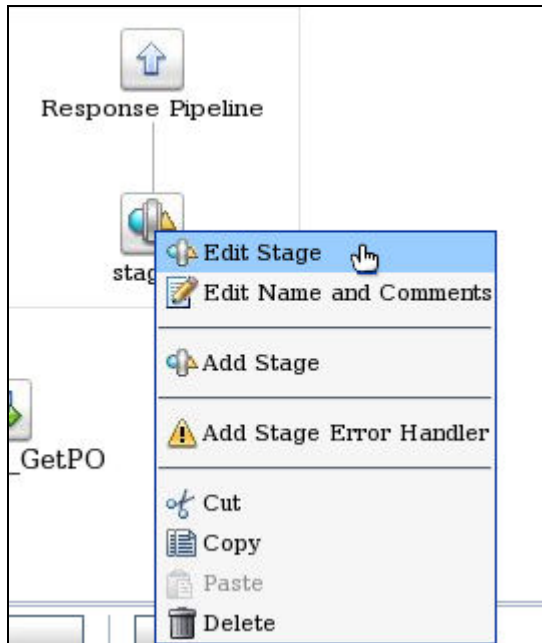 Response Pipeline
stag
Edit Stage
Edit Name and Comments
Add Stage
Add Stage Error Handler
_GetPO
Cut
Copy
Paste
Delete